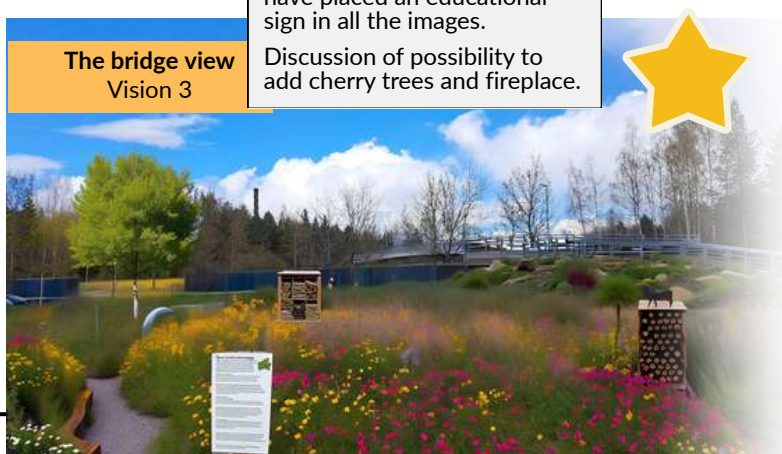 The bridge view
Vision 3
have placed an educational
sign in all the images.
Discussion of possibility to
add cherry trees and fireplace.